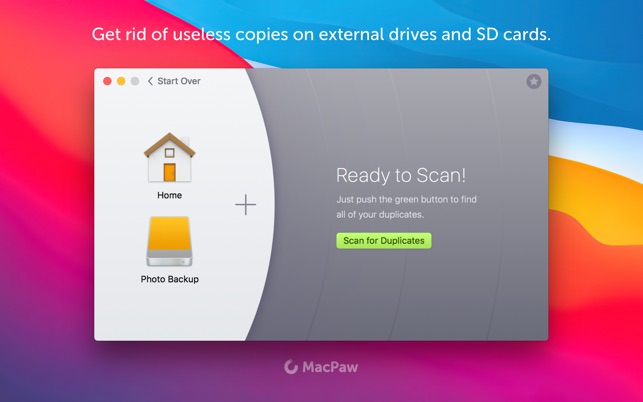 Get rid of useless copies on external drives and SD cards.
Start Over
Home
Photo Backup
Ready to Scan!
Just push the green button to find
all of your duplicates.
Scan for Duplicates
MacPaw